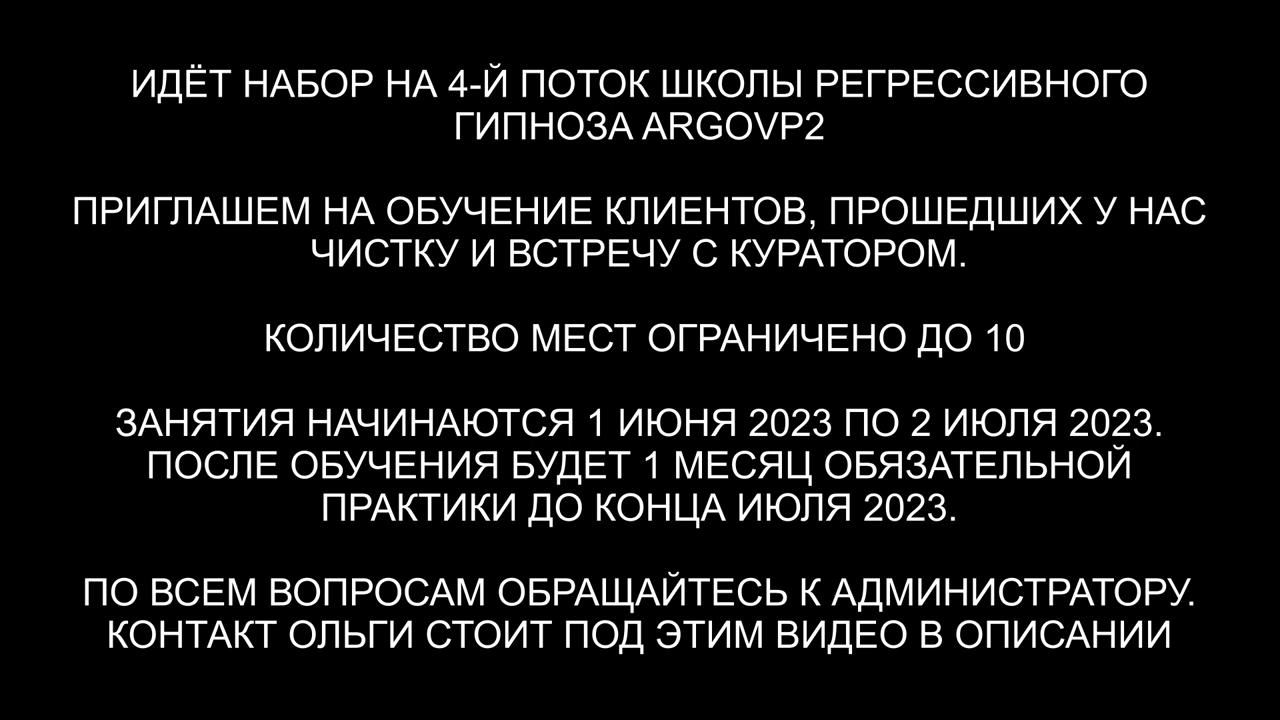 ИДЁТ НАБОР НА 4-Й ПОТОК ШКОЛЫ РЕГРЕССИВНОГО
ГИПНОЗА ARGOVP2
ПРИГЛАШЕМ НА ОБУЧЕНИЕ КЛИЕНТОВ, ПРОШЕДШИХ У НАС
ЧИСТКУ И ВСТРЕЧУ С КУРАТОРОМ.
КОЛИЧЕСТВО МЕСТ ОГРАНИЧЕНО ДО 10
ЗАНЯТИЯ НАЧИНАЮТСЯ 1 ИЮНЯ 2023 ПО 2 ИЮЛЯ 2023.
ПОСЛЕ ОБУЧЕНИЯ БУДЕТ 1 МЕСЯЦ ОБЯЗАТЕЛЬНОЙ
ПРАКТИКИ ДО КОНЦА ИЮЛЯ 2023.
ПО ВСЕМ ВОПРОСАМ ОБРАЩАЙТЕСЬ К АДМИНИСТРАТОРУ.
КОНТАКТ ОЛЬГИ СТОИТ ПОД ЭТИМ ВИДЕО В ОПИСАНИИ